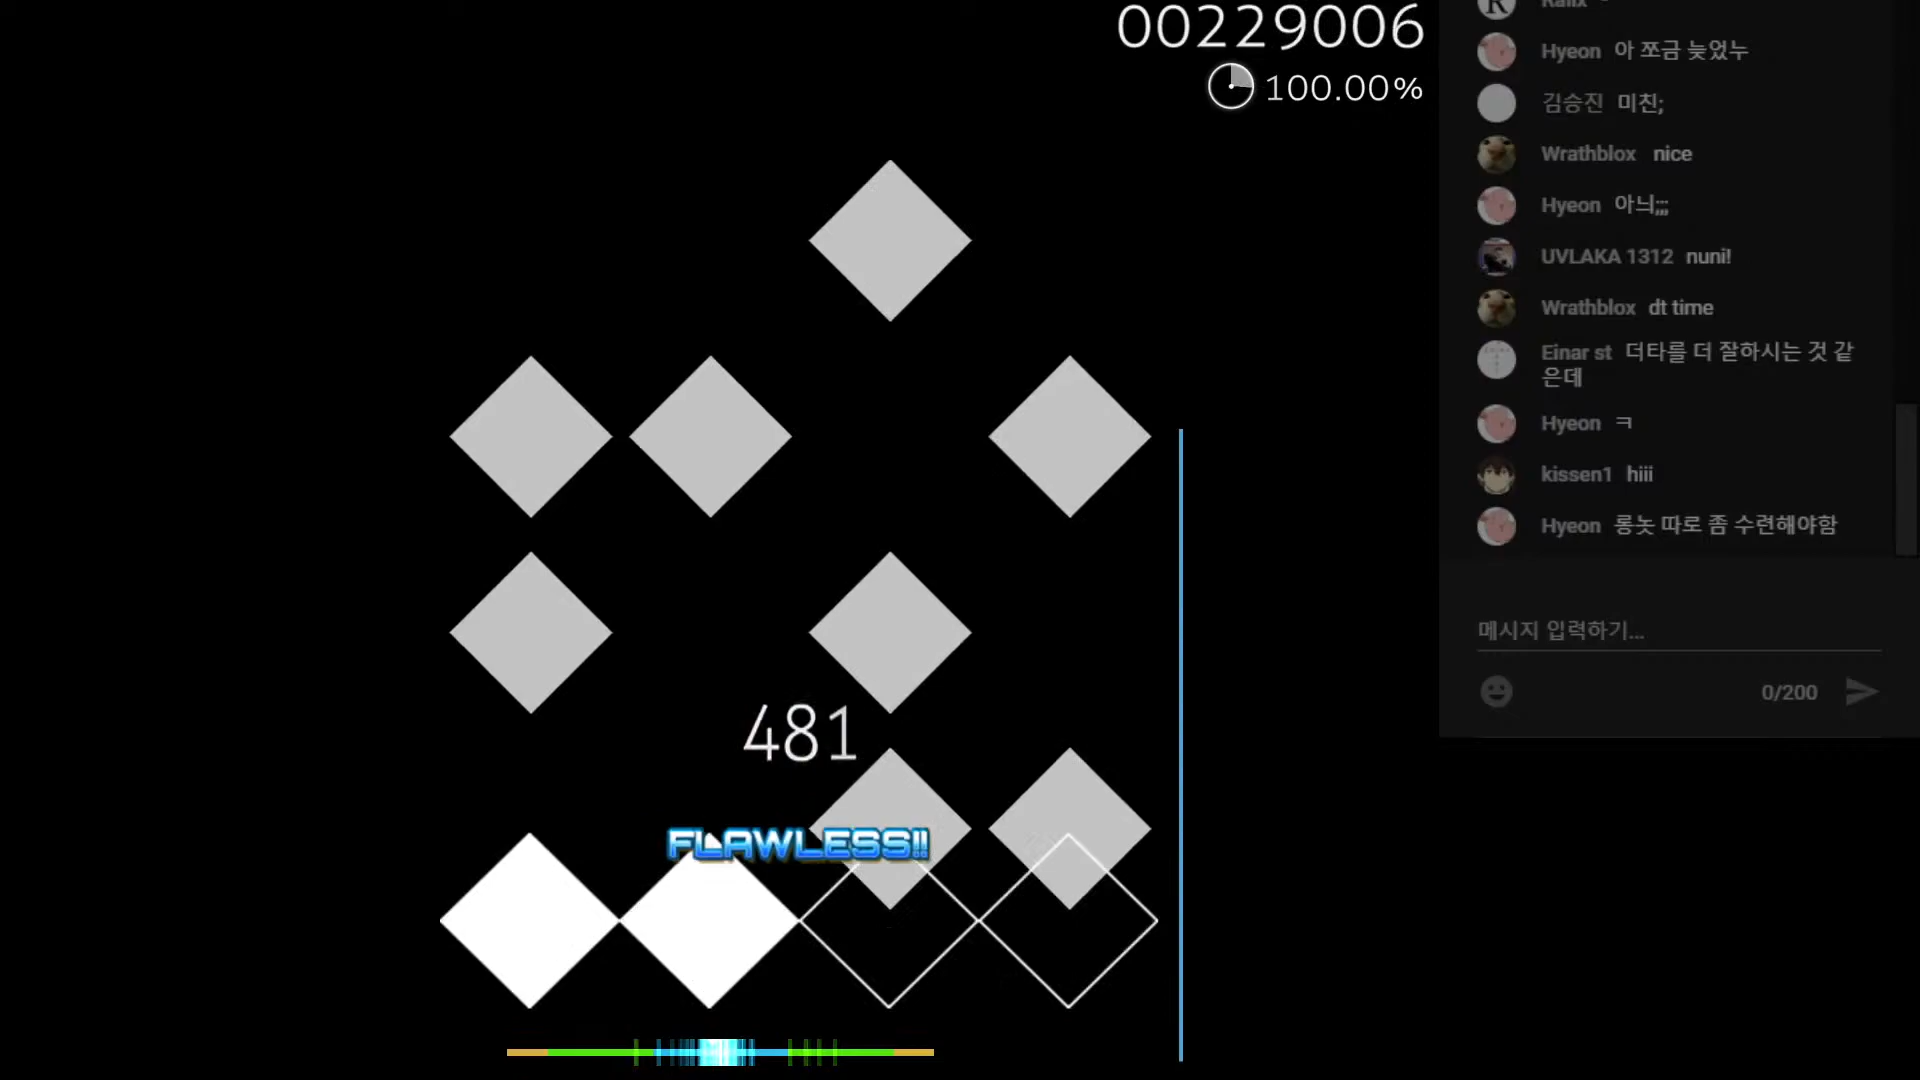 00229006
100.00%
481
FLAWLESS!!
Hyeon 아 쪼금 늦었누
김승진 미친;
Wrathblox nice
Hyeon 아늬;;;
UVLAKA 1312 nuni!
Wrathblox dt time
Einar st 더타를 더 잘하시는 것 같
은데
Hyeon ㅋ
kissen1 hiii
Hyeon 롱놋 따로 좀 수련해야함
메시지 입력하기...
0/200